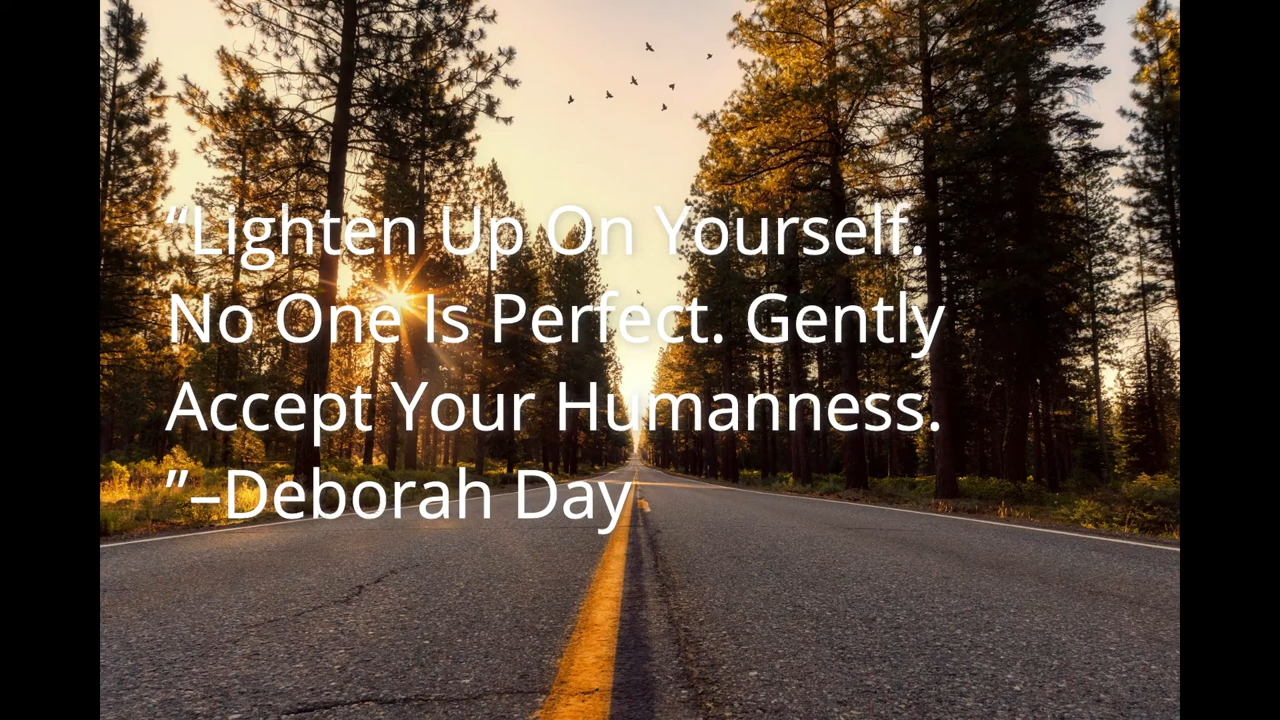 “Lighten Up On Yourself.
No One Is Perfect. Gently
Accept Your Humanness.
”–Deborah Day